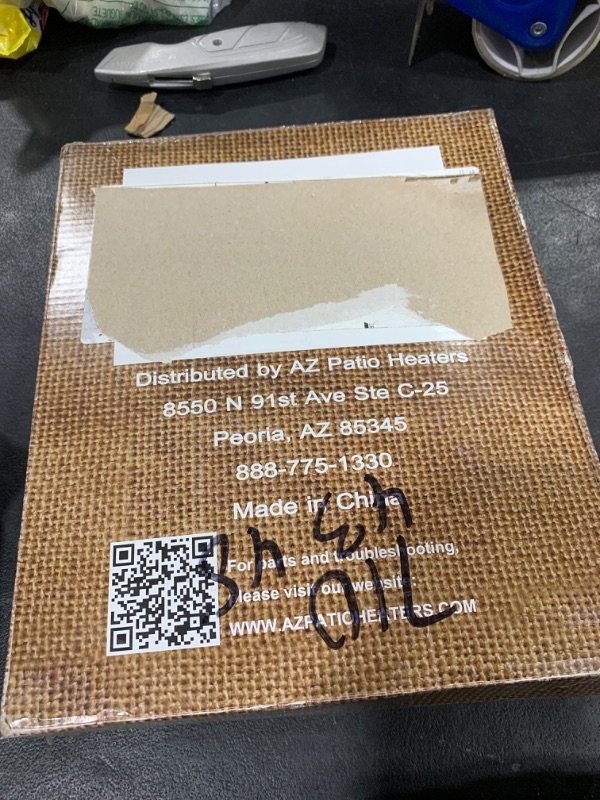 Distributed by AZ Patio Heaters
8550 N 91st Ave Ste C-25
Peoria, AZ 85345
888-775-1330
Made in China
For parts and troubleshooting,
please visit our website:
WWW.AZPATIOHEATERS.COM